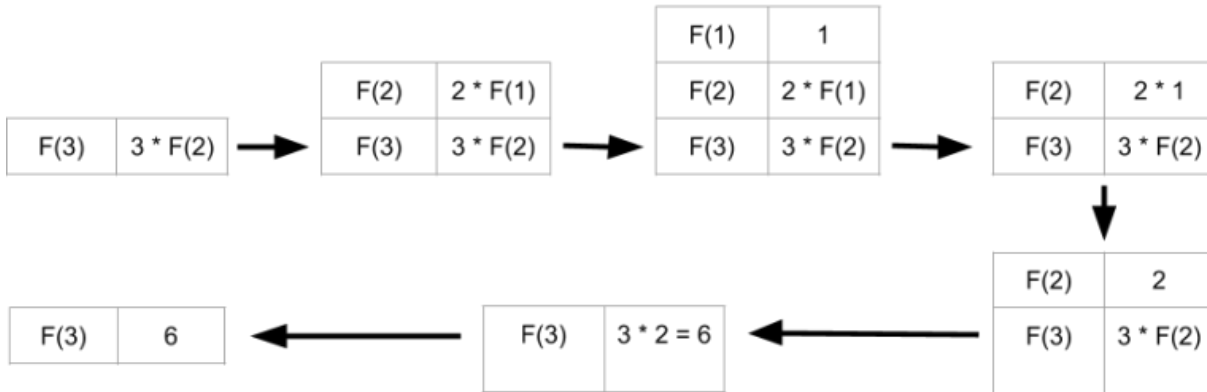 F(3) 3 * F(2)
F(2) 2 * F(1)
F(3) 3 * F(2)
F(1) 1
F(2) 2 * F(1)
F(3) 3 * F(2)
F(2) 2 * 1
F(3) 3 * F(2)
F(2) 2
F(3) 3 * F(2)
F(3) 3 * 2 = 6
F(3) 6